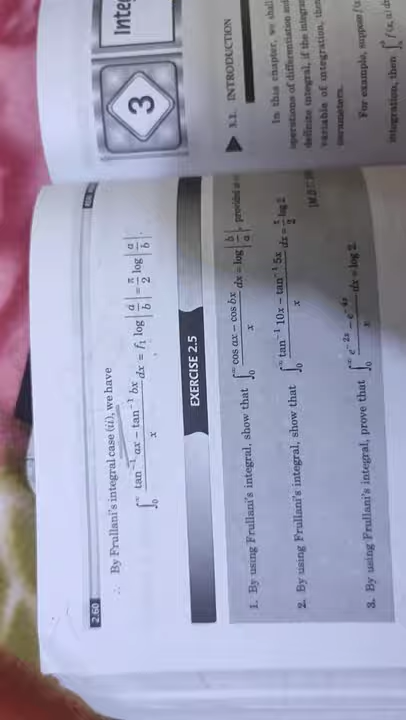 2.60
∴ By Frullani's integral case (ii), we have
∫₀^∞ (tan⁻¹ ax − tan⁻¹ bx)/x dx = f₁ log |a/b| = π/2 log |a/b|.
EXERCISE 2.5
1. By using Frullani's integral, show that ∫₀^∞ (cos ax − cos bx)/x dx = log |b/a|, provided
2. By using Frullani's integral, show that ∫₀^∞ (tan⁻¹ 10x − tan⁻¹ 5x)/x dx = π/2 log 2
3. By using Frullani's integral, prove that ∫₀^∞ (e⁻²ˣ − e⁻⁴ˣ)/x dx = log 2.
3
Inte
3.1. INTRODUCTION
In this chapter, we shall
operations of differentiation and
definite integral, if the
variable of integration, then
parameters.
For example, suppose
integration, then